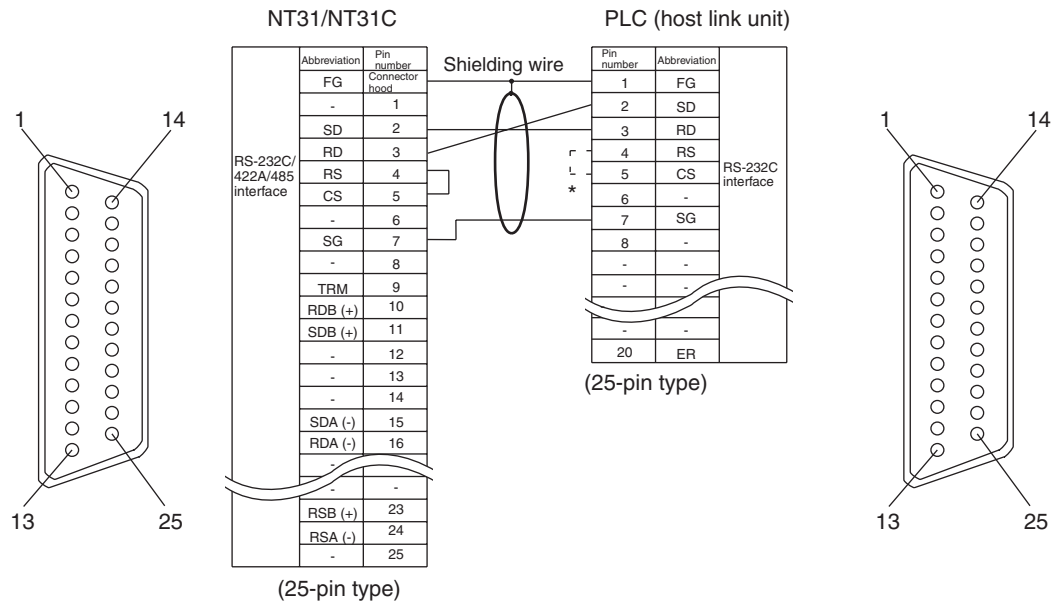 NT31/NT31C
PLC (host link unit)
Abbreviation Pin number
FG Connector hood
- 1
SD 2
RD 3
RS 4
CS 5
- 6
SG 7
- 8
TRM 9
RDB (+) 10
SDB (+) 11
- 12
- 13
- 14
SDA (-) 15
RDA (-) 16
-
- -
RSB (+) 23
RSA (-) 24
- 25
RS-232C/
422A/485
interface
(25-pin type)
Shielding wire
*
Pin number Abbreviation
1 FG
2 SD
3 RD
4 RS
5 CS
6 -
7 SG
8 -
- -
- -
- -
20 ER
RS-232C
interface
(25-pin type)
1
14
13
25
1
14
13
25